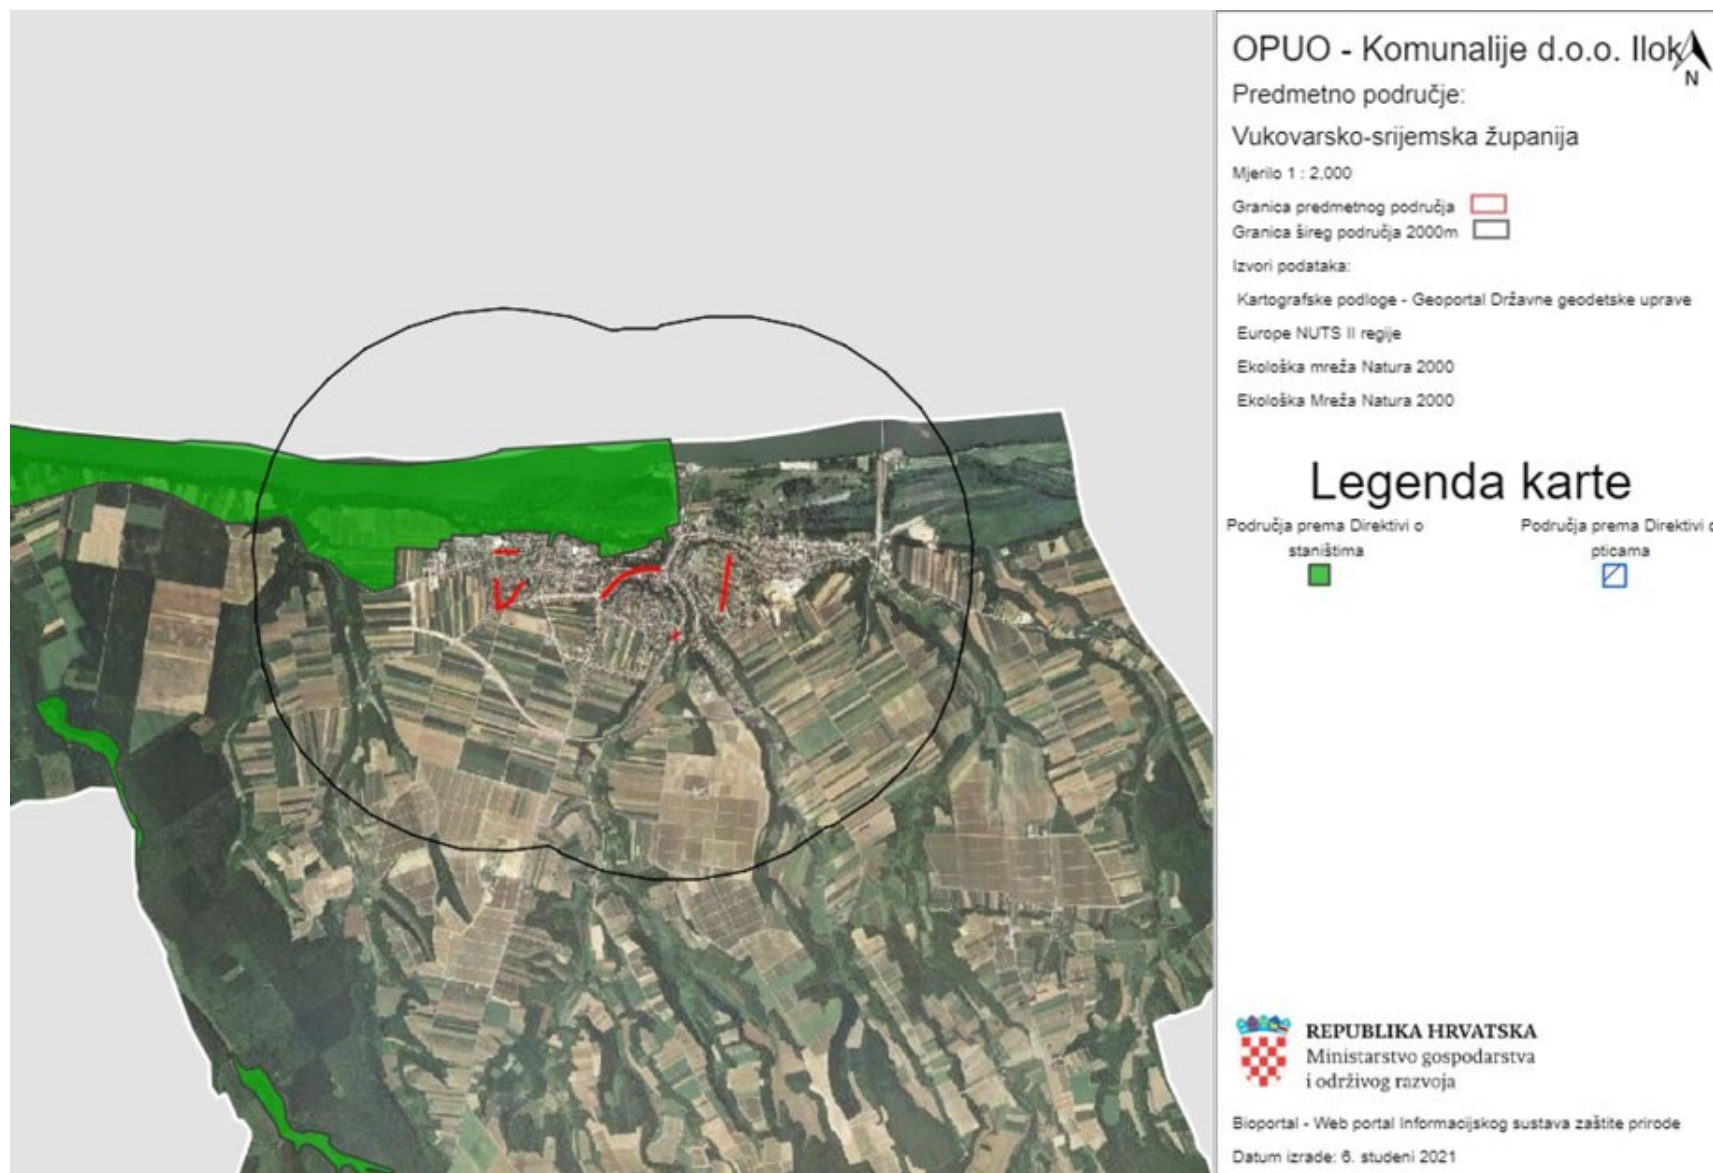 OPUO - Komunalije d.o.o. Ilok
N
Predmetno područje:
Vukovarsko-srijemska županija
Mjerilo 1 : 2,000
Granica predmetnog područja
Granica šireg područja 2000m
Izvori podataka:
Kartografske podloge - Geoportal Državne geodetske uprave
Europe NUTS II regije
Ekološka mreža Natura 2000
Ekološka Mreža Natura 2000
Legenda karte
Područja prema Direktivi o
staništima
Područja prema Direktivi o
pticama
REPUBLIKA HRVATSKA
Ministarstvo gospodarstva
i održivog razvoja
Bioportal - Web portal Informacijskog sustava zaštite prirode
Datum izrade: 6. studeni 2021